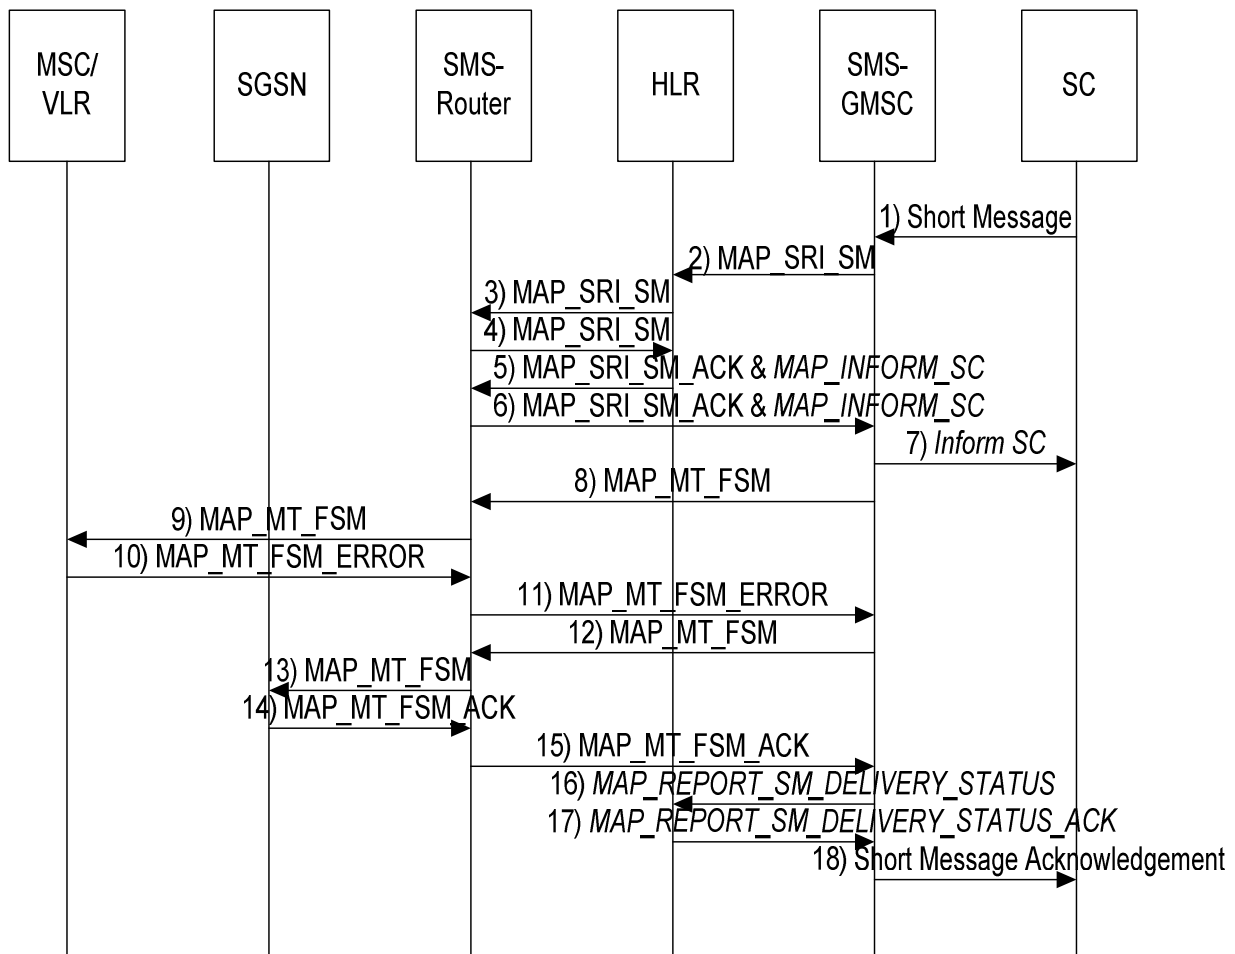 MSC/
VLR
SGSN
SMS-
Router
HLR
SMS-
GMSC
SC
1) Short Message
2) MAP_SRI_SM
3) MAP_SRI_SM
4) MAP_SRI_SM
5) MAP_SRI_SM_ACK & MAP_INFORM_SC
6) MAP_SRI_SM_ACK & MAP_INFORM_SC
7) Inform SC
8) MAP_MT_FSM
9) MAP_MT_FSM
10) MAP_MT_FSM_ERROR
11) MAP_MT_FSM_ERROR
12) MAP_MT_FSM
13) MAP_MT_FSM
14) MAP_MT_FSM_ACK
15) MAP_MT_FSM_ACK
16) MAP_REPORT_SM_DELIVERY_STATUS
17) MAP_REPORT_SM_DELIVERY_STATUS_ACK
18) Short Message Acknowledgement